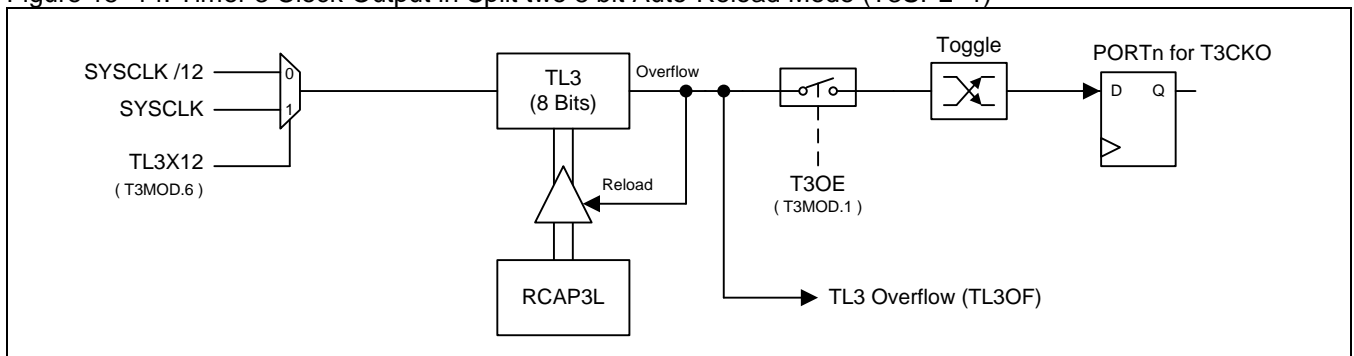 SYSCLK /12
0
SYSCLK
1
TL3X12
( T3MOD.6 )
TL3
(8 Bits)
Overflow
Reload
RCAP3L
T3OE
( T3MOD.1 )
Toggle
PORTn for T3CKO
D Q
TL3 Overflow (TL3OF)